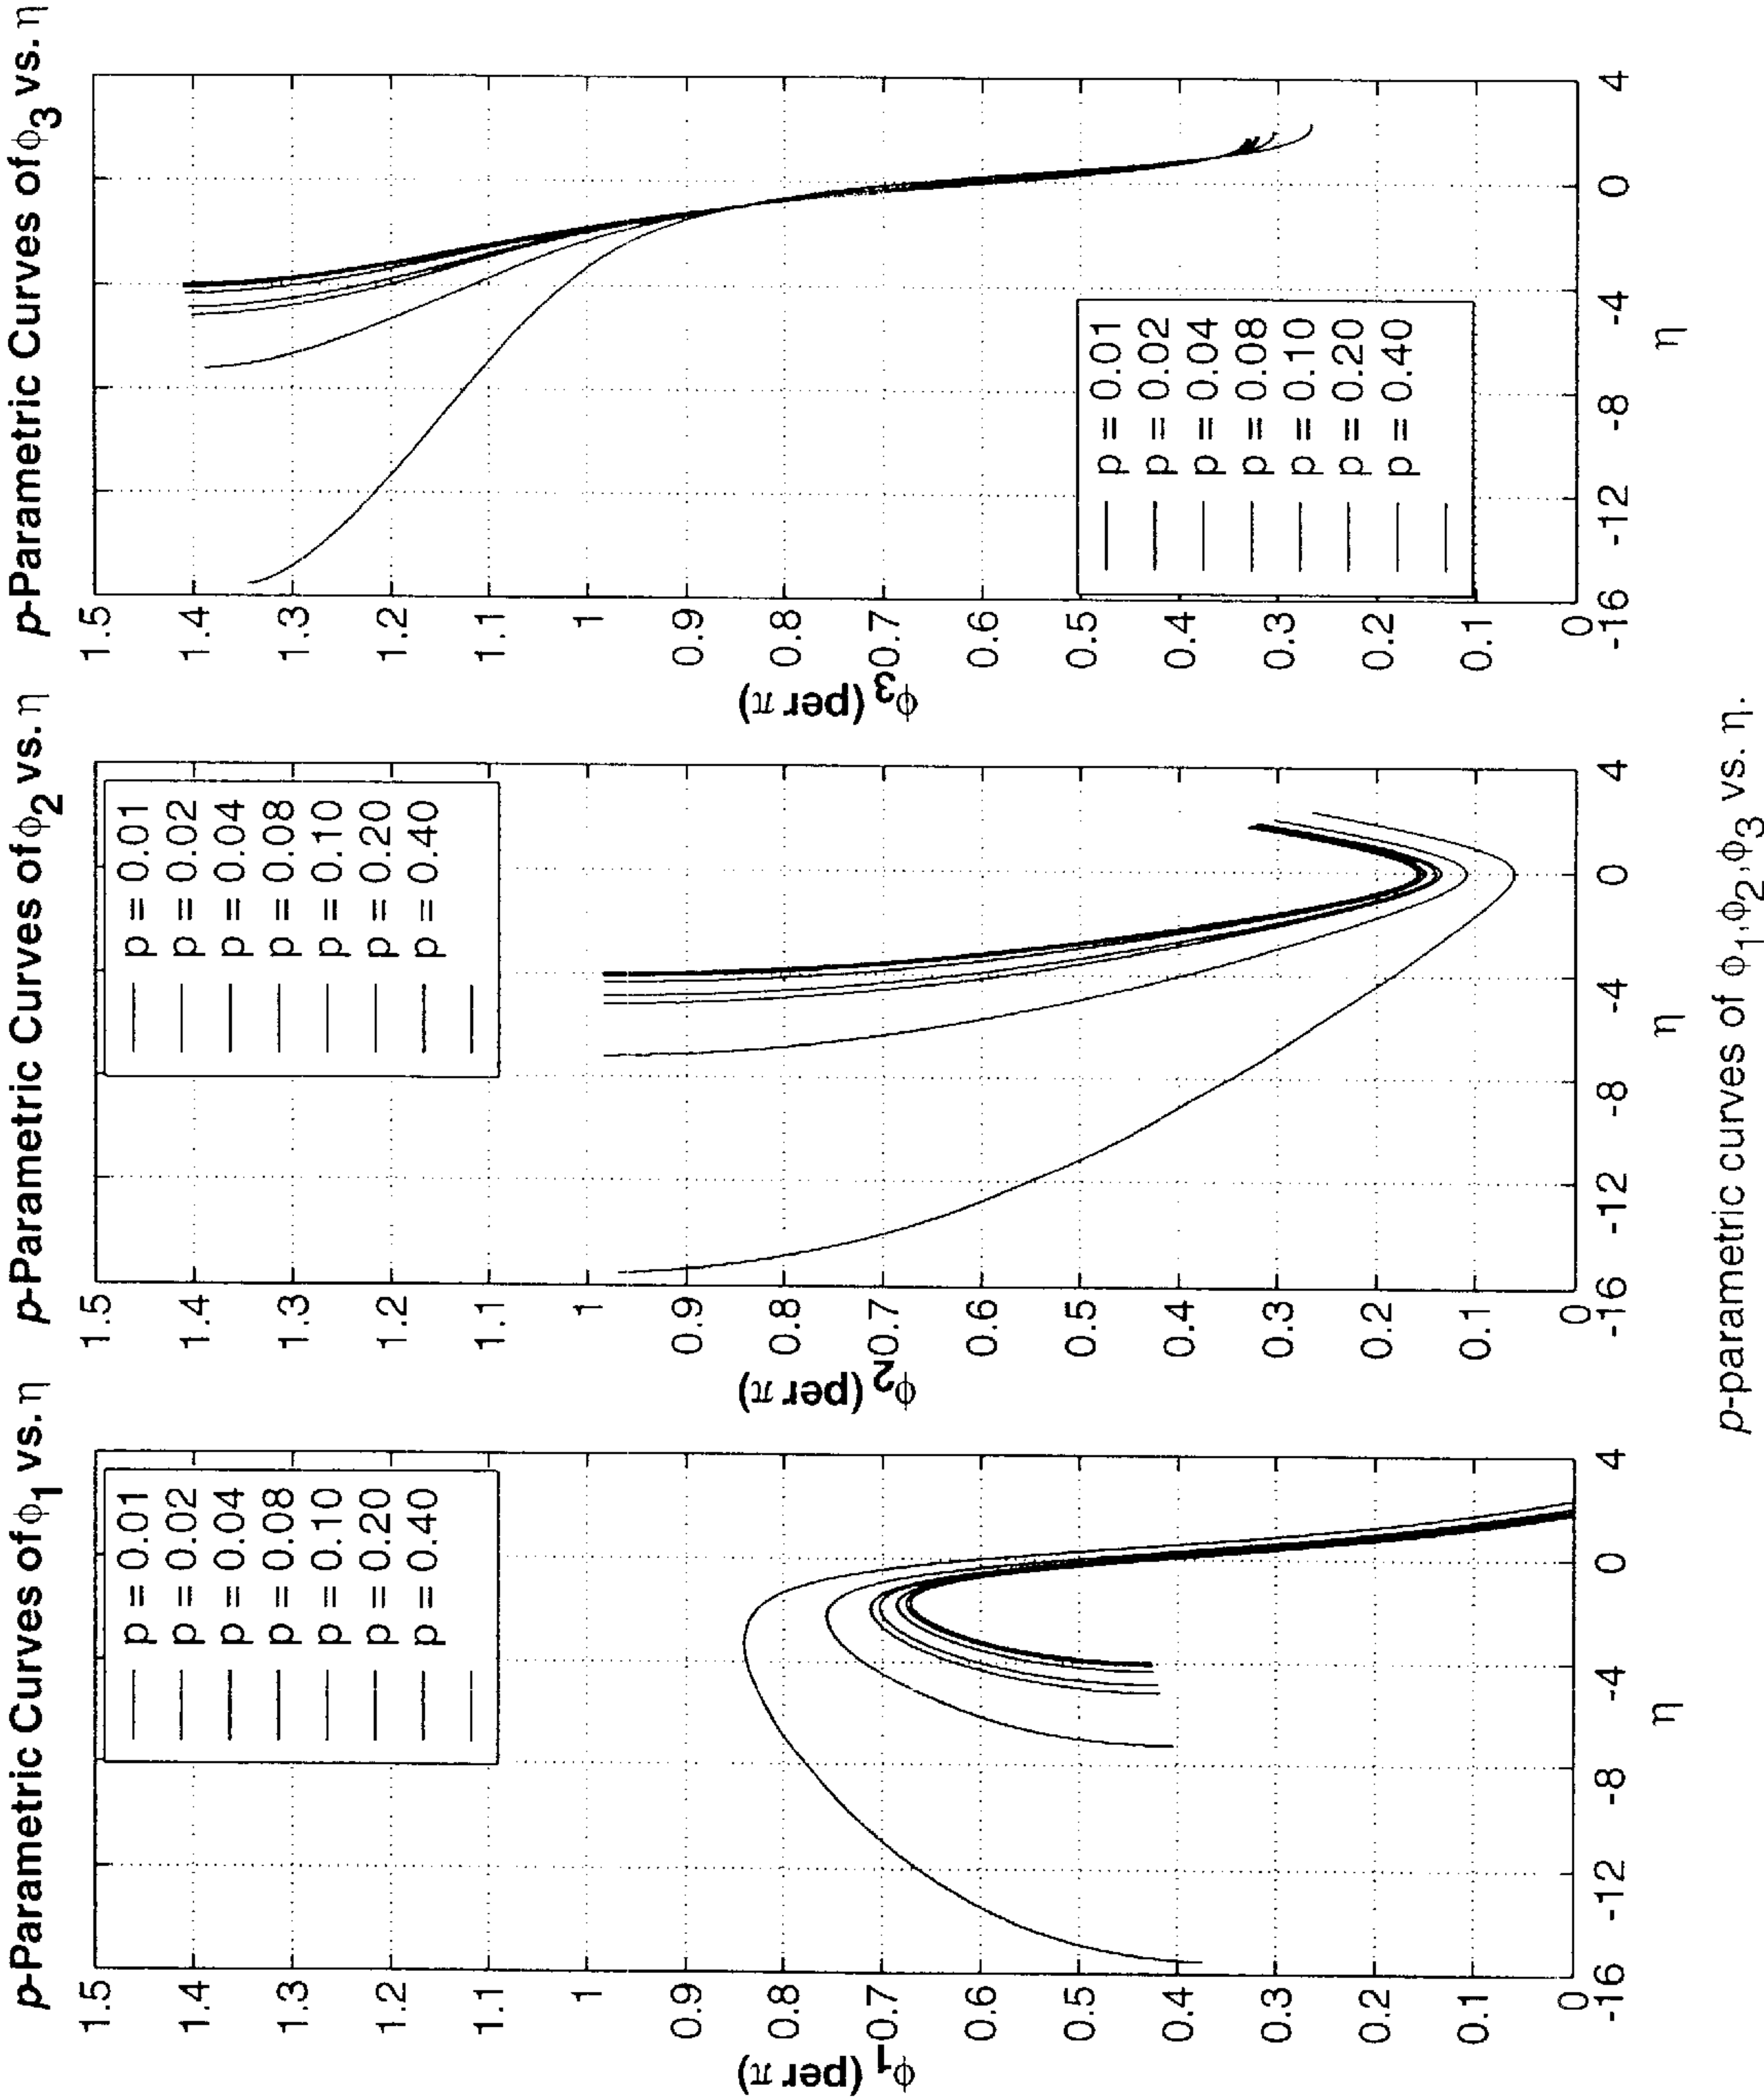 p-Parametric Curves of ϕ1 vs. η
ϕ1 (per π)
1.5
1.4
1.3
1.2
1.1
1
0.9
0.8
0.7
0.6
0.5
0.4
0.3
0.2
0.1
0
p = 0.01
p = 0.02
p = 0.04
p = 0.08
p = 0.10
p = 0.20
p = 0.40
-16 -12 -8 -4 0 4
η
p-Parametric Curves of ϕ2 vs. η
ϕ2 (per π)
1.5
1.4
1.3
1.2
1.1
1
0.9
0.8
0.7
0.6
0.5
0.4
0.3
0.2
0.1
0
p = 0.01
p = 0.02
p = 0.04
p = 0.08
p = 0.10
p = 0.20
p = 0.40
-16 -12 -8 -4 0 4
η
p-Parametric Curves of ϕ3 vs. η
ϕ3 (per π)
1.5
1.4
1.3
1.2
1.1
1
0.9
0.8
0.7
0.6
0.5
0.4
0.3
0.2
0.1
0
p = 0.01
p = 0.02
p = 0.04
p = 0.08
p = 0.10
p = 0.20
p = 0.40
-16 -12 -8 -4 0 4
η
p-parametric curves of ϕ1,ϕ2,ϕ3 vs. η.